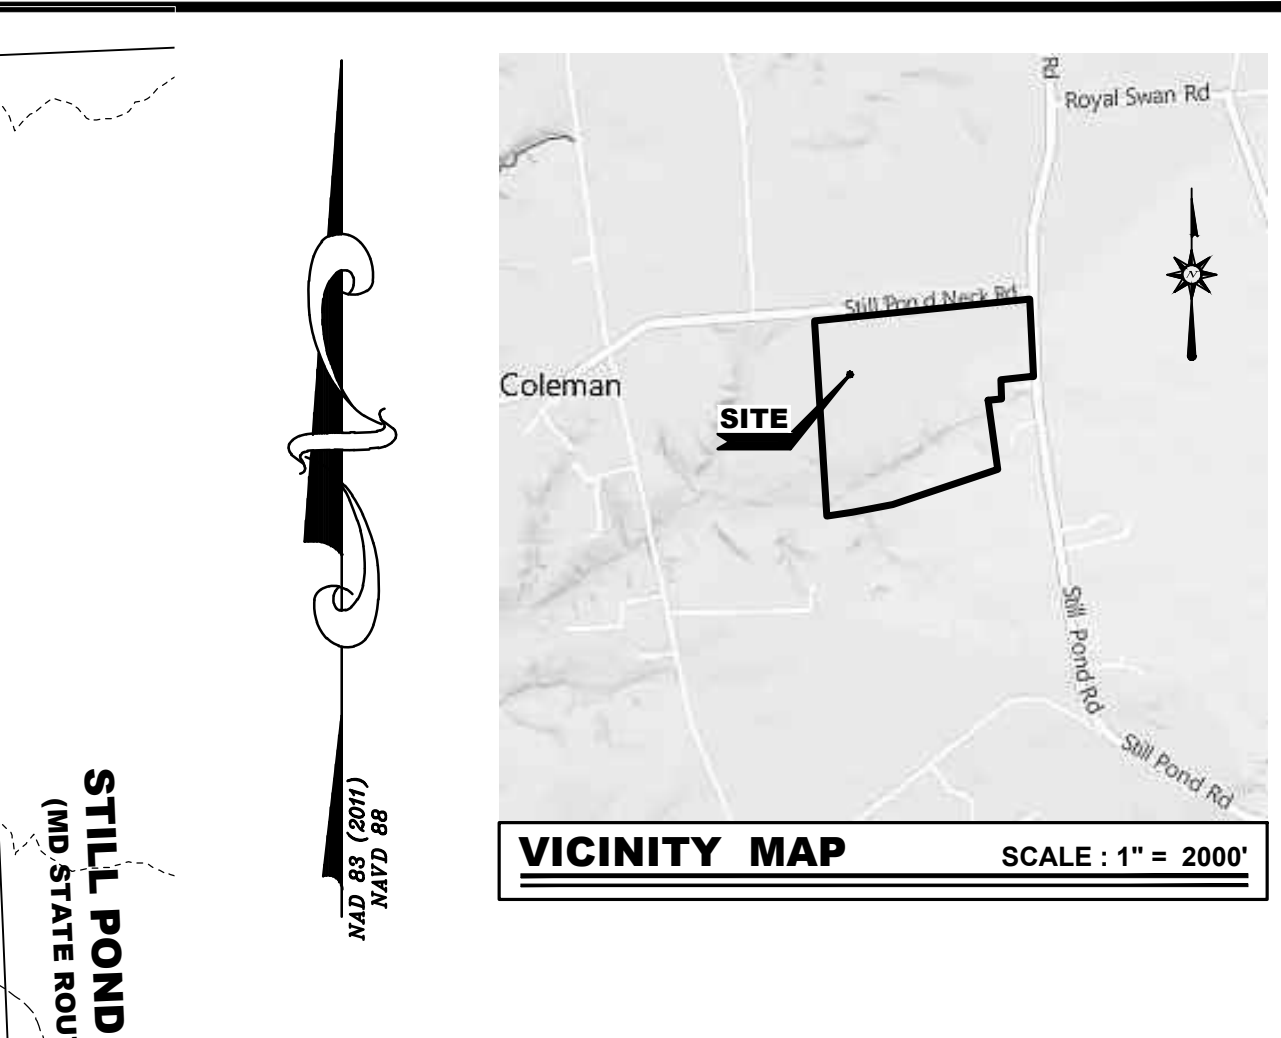 Rd
Royal Swan Rd
N
Still Pond Neck Rd
Coleman
SITE
Still Pond Rd
Still Pond Rd
VICINITY MAP
SCALE : 1" = 2000'
NAD 83 (2011)
NAVD 88
STILL POND
(MD STATE ROU